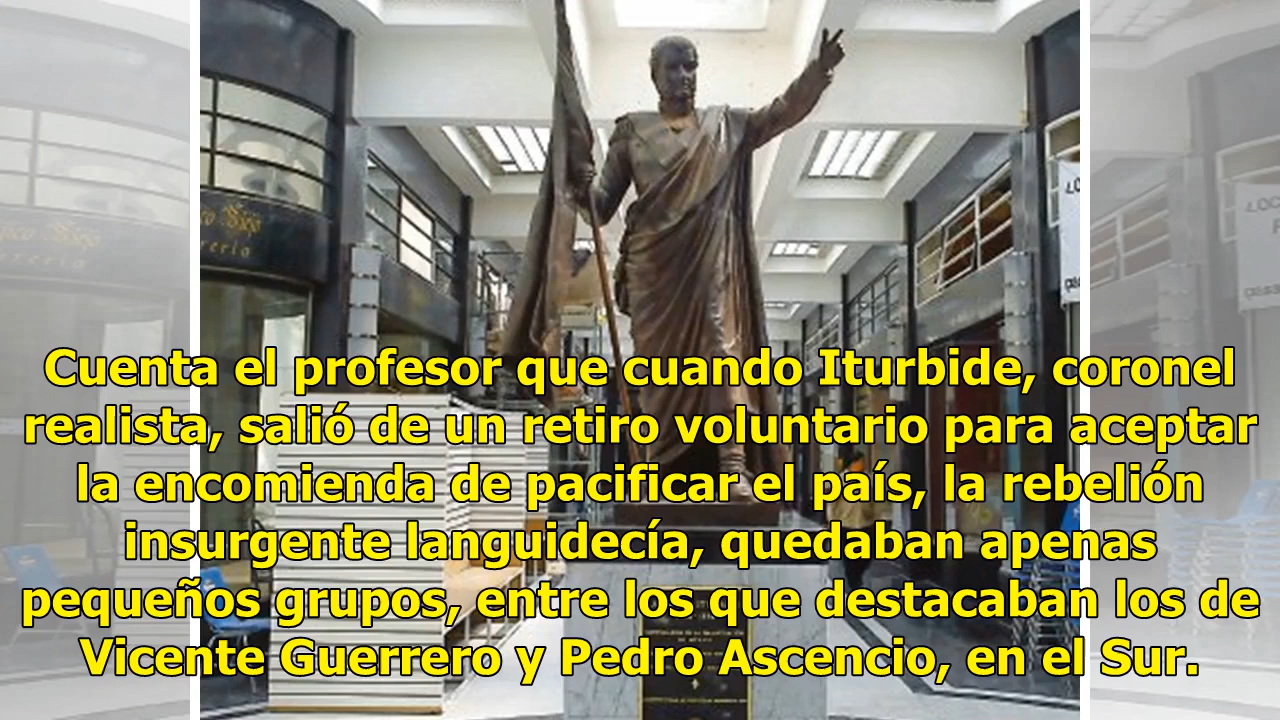 Cuenta el profesor que cuando Iturbide, coronel
realista, salió de un retiro voluntario para aceptar
la encomienda de pacificar el país, la rebelión
insurgente languidecía, quedaban apenas
pequeños grupos, entre los que destacaban los de
Vicente Guerrero y Pedro Ascencio, en el Sur.